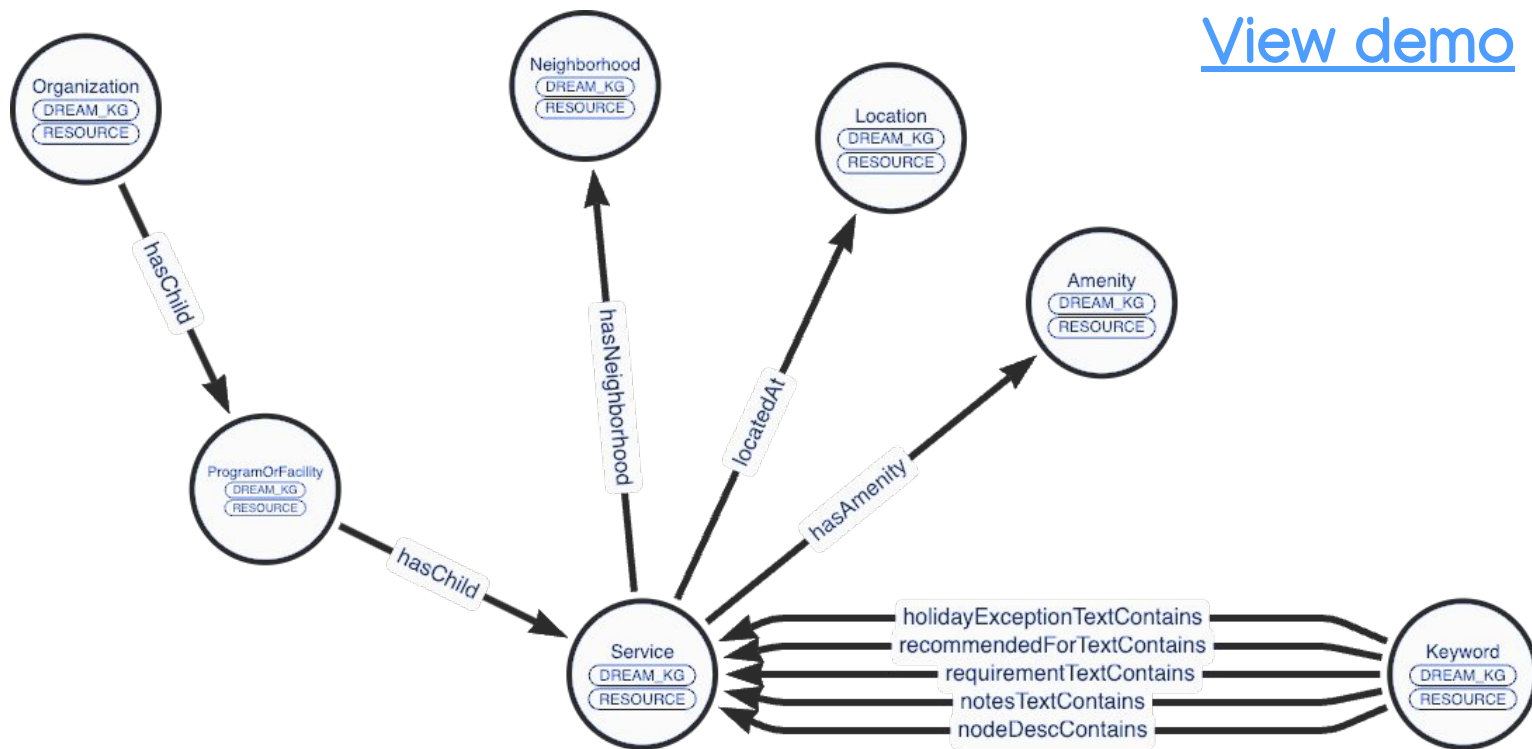 View demo
Organization
DREAM_KG
RESOURCE
Neighborhood
DREAM_KG
RESOURCE
Location
DREAM_KG
RESOURCE
Amenity
DREAM_KG
RESOURCE
hasChild
hasNeighborhood
locatedAt
hasAmenity
ProgramOrFacility
DREAM_KG
RESOURCE
hasChild
Service
DREAM_KG
RESOURCE
holidayExceptionTextContains
recommendedForTextContains
requirementTextContains
notesTextContains
nodeDescContains
Keyword
DREAM_KG
RESOURCE